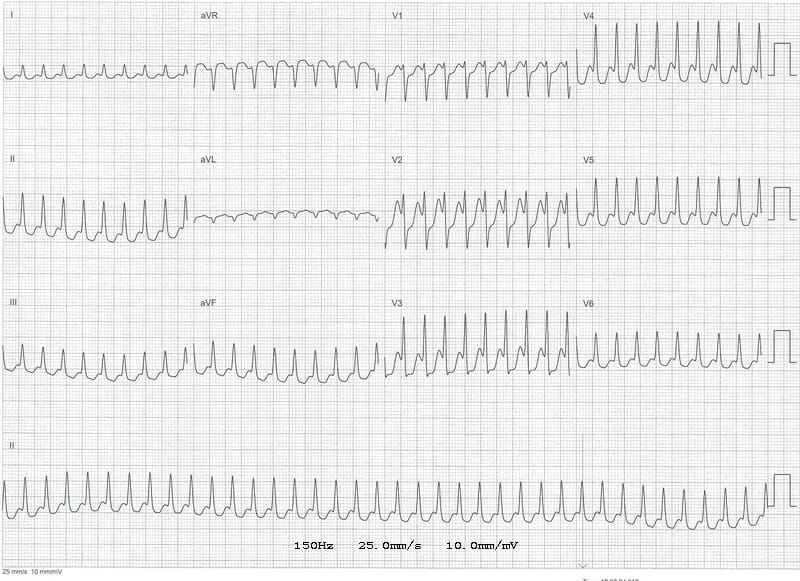 I aVR V1 V4
II aVL V2 V5
III aVF V3 V6
II
150Hz 25.0mm/s 10.0mm/mV
25 mm/s 10 mm/mV